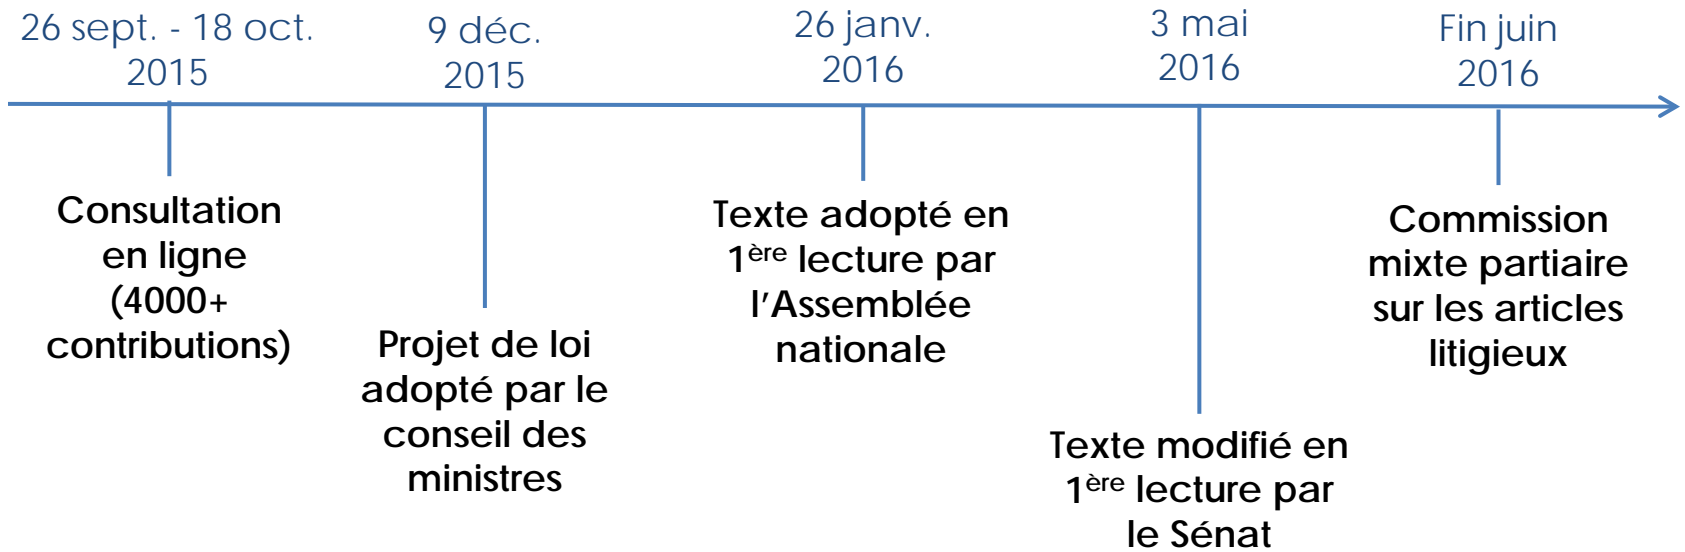 26 sept. - 18 oct.
2015
9 déc.
2015
26 janv.
2016
3 mai
2016
Fin juin
2016
Consultation
en ligne
(4000+
contributions)
Projet de loi
adopté par le
conseil des
ministres
Texte adopté en
1ère lecture par
l'Assemblée
nationale
Texte modifié en
1ère lecture par
le Sénat
Commission
mixte partiaire
sur les articles
litigieux